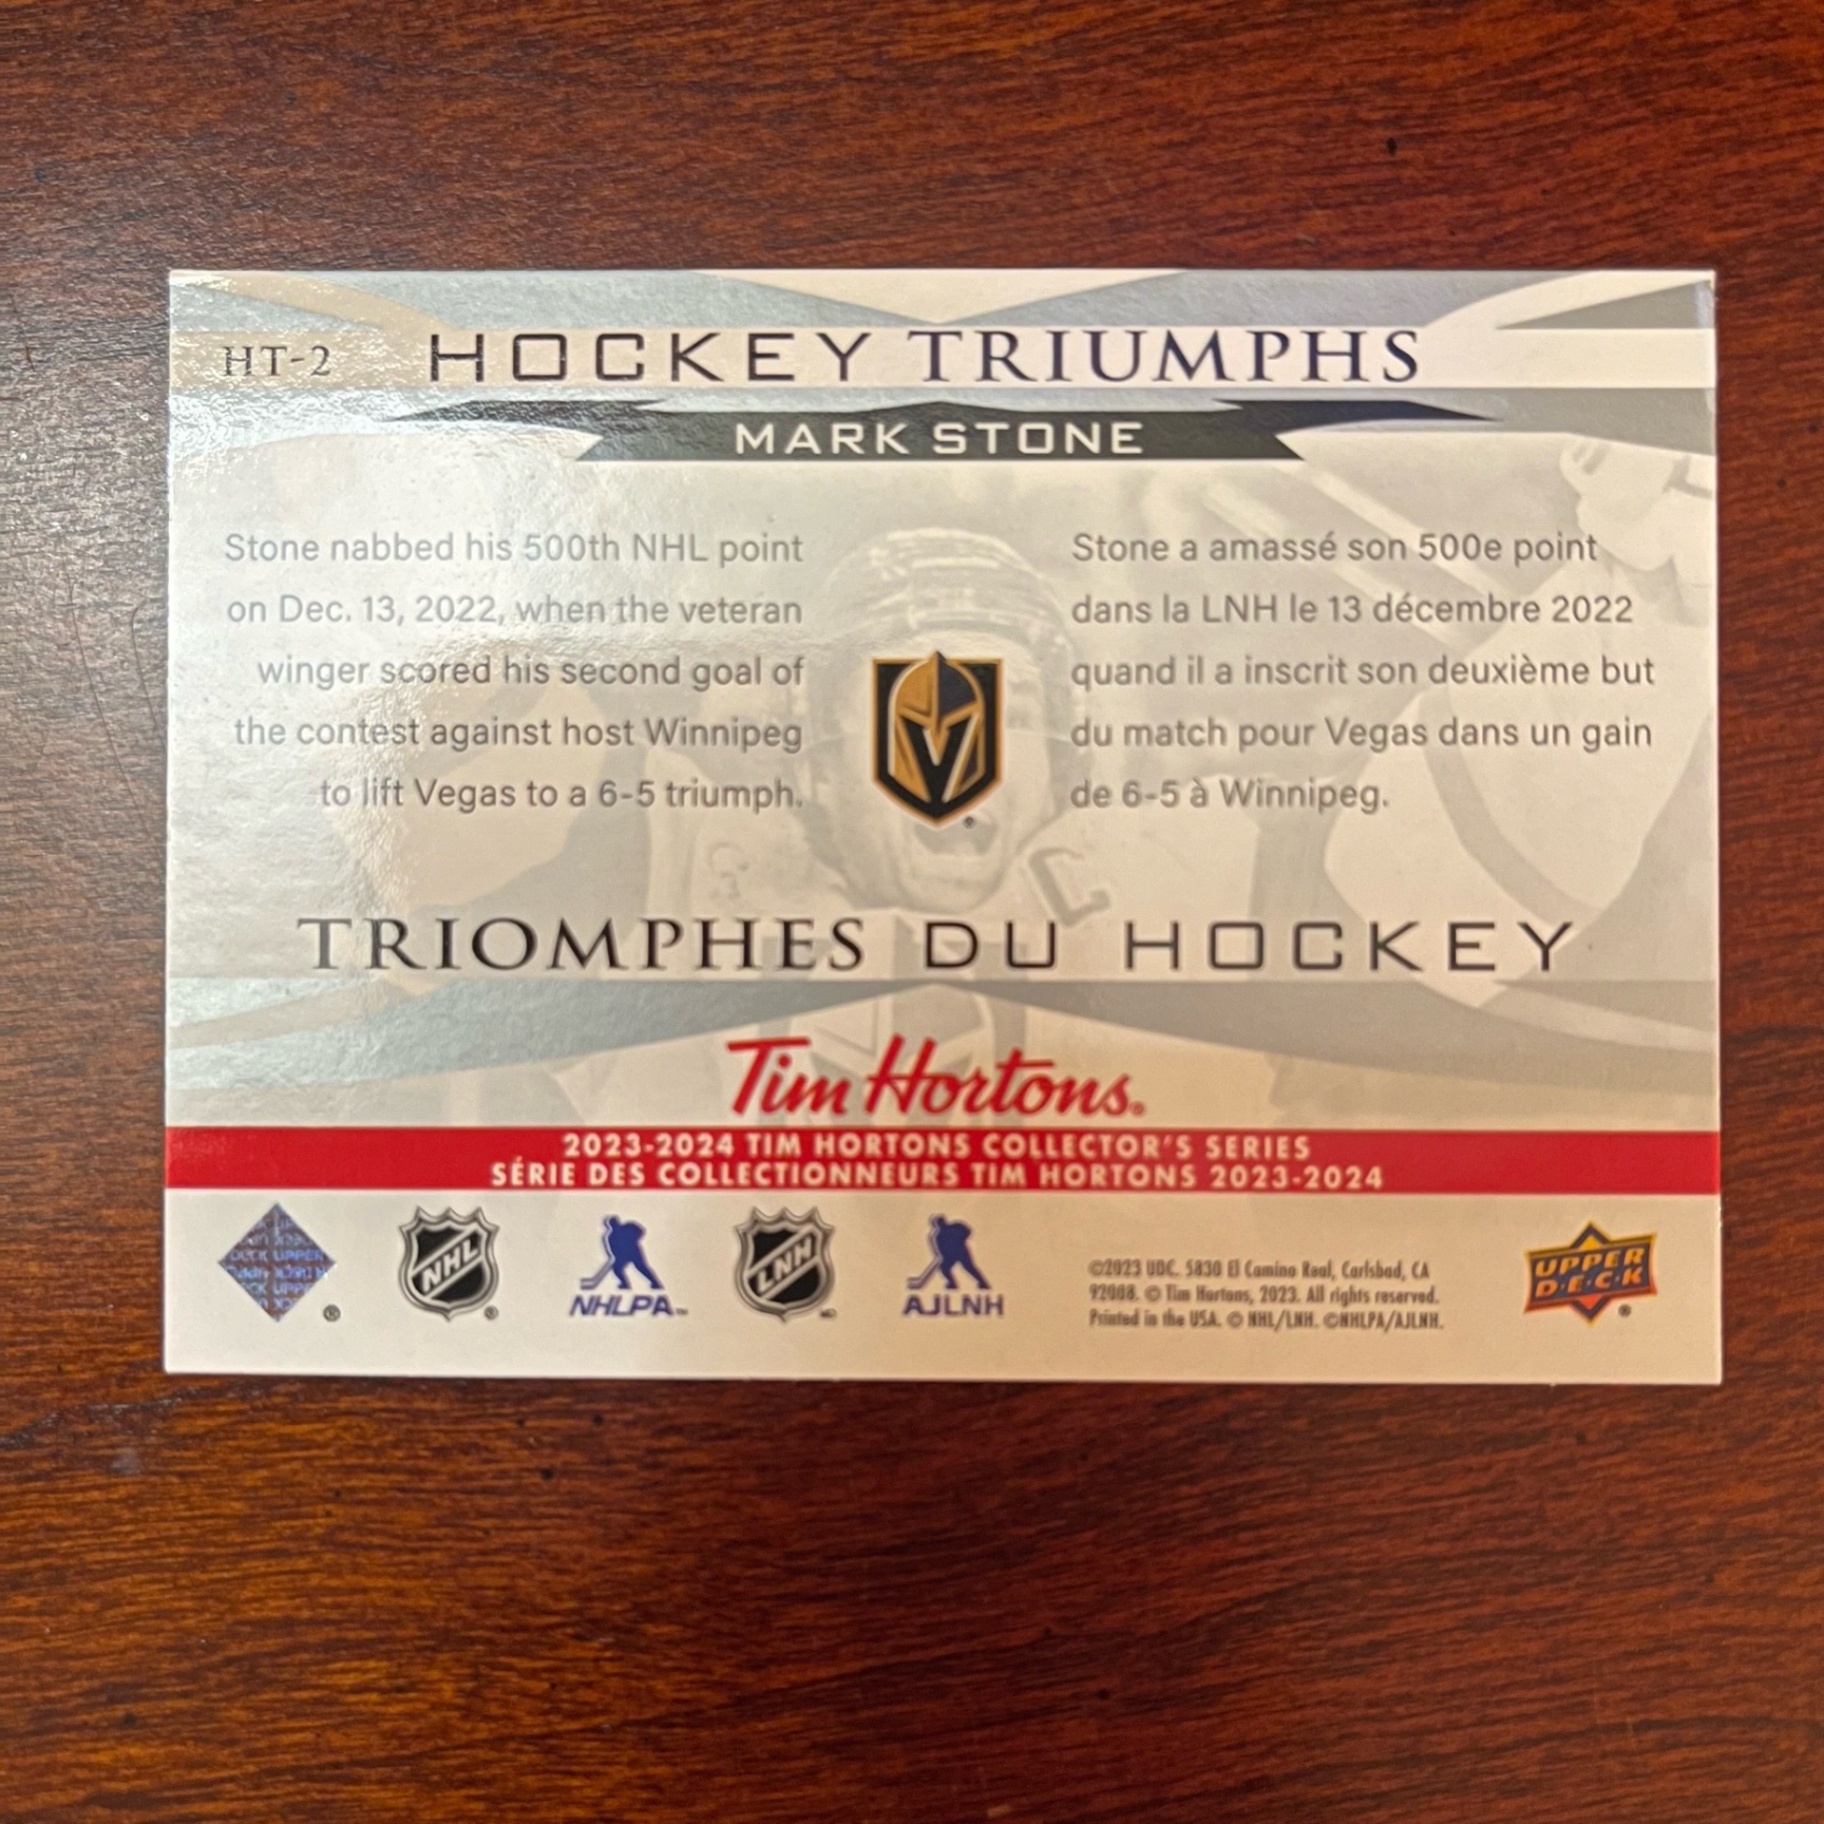 HT-2 HOCKEY TRIUMPHS
MARK STONE
Stone nabbed his 500th NHL point
on Dec. 13, 2022, when the veteran
winger scored his second goal of
the contest against host Winnipeg
to lift Vegas to a 6-5 triumph.
Stone a amassé son 500e point
dans la LNH le 13 décembre 2022
quand il a inscrit son deuxième but
du match pour Vegas dans un gain
de 6-5 à Winnipeg.
®
C
TRIOMPHES DU HOCKEY
Tim Hortons®
2023-2024 TIM HORTONS COLLECTOR'S SERIES
SÉRIE DES COLLECTIONNEURS TIM HORTONS 2023-2024
®
NHL®
NHLPA™
LNH
AJLNH
©2023 UDC. 5830 El Camino Real, Carlsbad, CA
92008. © Tim Hortons, 2023. All rights reserved.
Printed in the USA. © NHL/LNH. ©NHLPA/AJLNH.
UPPER
DECK®